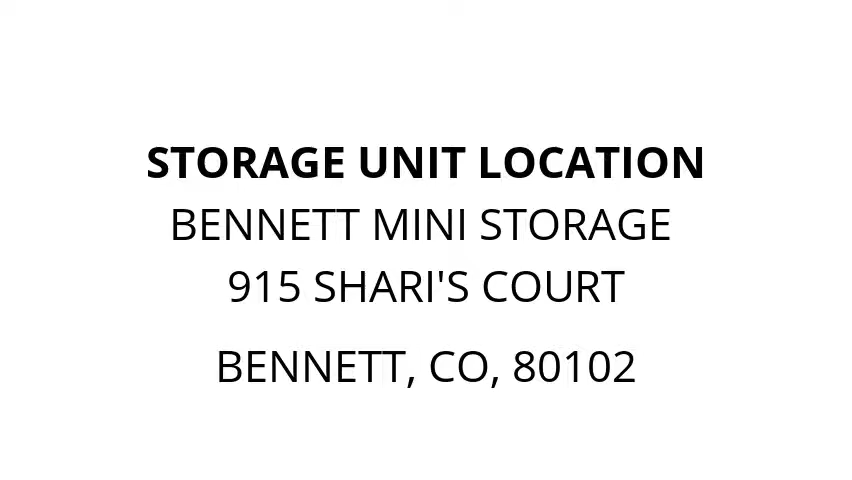 STORAGE UNIT LOCATION
BENNETT MINI STORAGE
915 SHARI'S COURT
BENNETT, CO, 80102